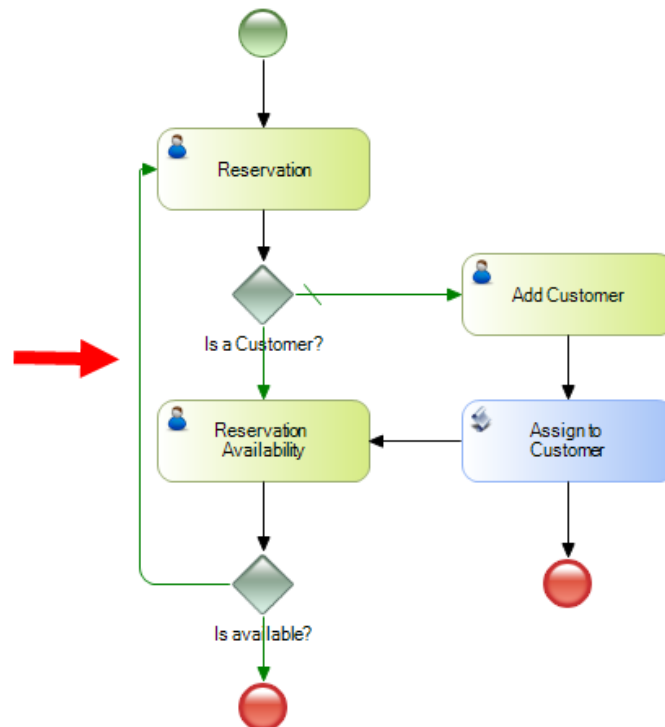 Reservation
Add Customer
Is a Customer?
Reservation
Availability
Assign to
Customer
Is available?